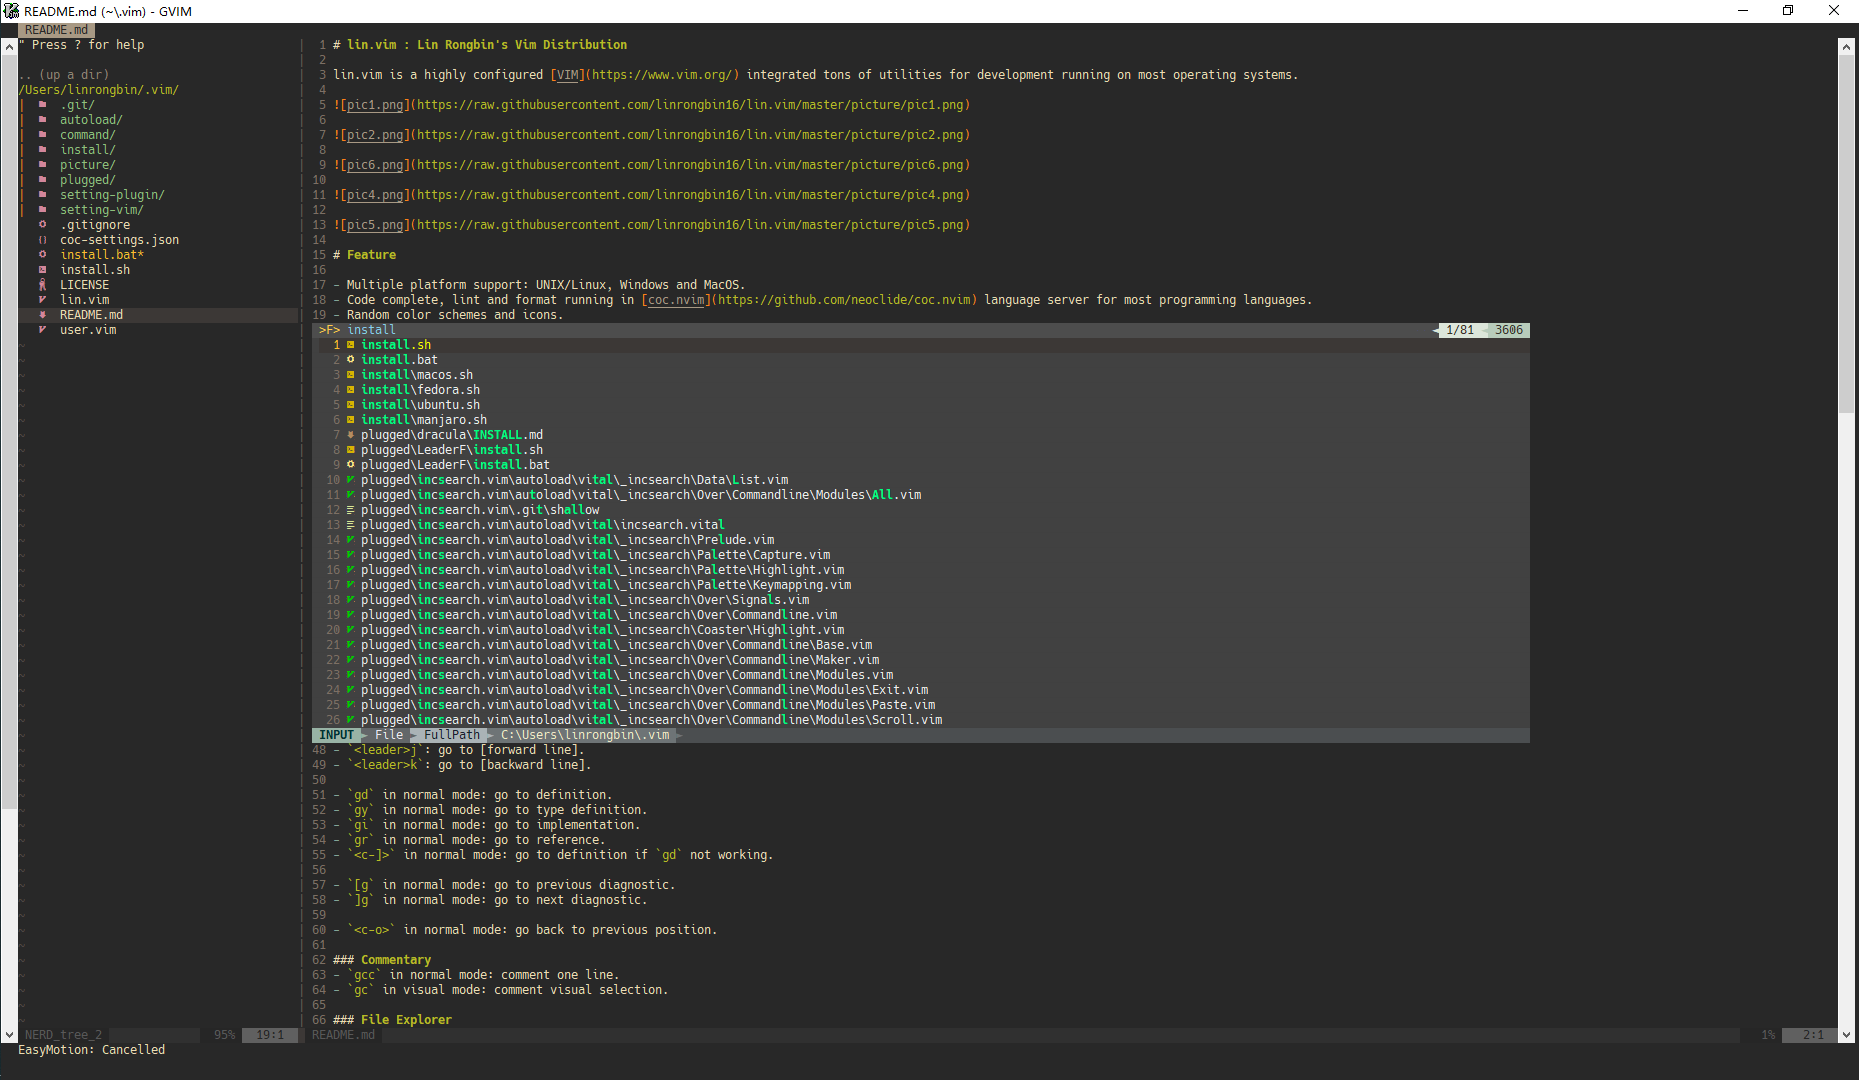 README.md (~\.vim) - GVIM
README.md
" Press ? for help
.. (up a dir)
/Users/linrongbin/.vim/
.git/
autoload/
command/
install/
picture/
plugged/
setting-plugin/
setting-vim/
.gitignore
coc-settings.json
install.bat*
install.sh
LICENSE
lin.vim
README.md
user.vim
1 # lin.vim : Lin Rongbin's Vim Distribution
2
3 lin.vim is a highly configured [VIM](https://www.vim.org/) integrated tons of utilities for development running on most operating systems.
4
5 ![pic1.png](https://raw.githubusercontent.com/linrongbin16/lin.vim/master/picture/pic1.png)
6
7 ![pic2.png](https://raw.githubusercontent.com/linrongbin16/lin.vim/master/picture/pic2.png)
8
9 ![pic6.png](https://raw.githubusercontent.com/linrongbin16/lin.vim/master/picture/pic6.png)
10
11 ![pic4.png](https://raw.githubusercontent.com/linrongbin16/lin.vim/master/picture/pic4.png)
12
13 ![pic5.png](https://raw.githubusercontent.com/linrongbin16/lin.vim/master/picture/pic5.png)
14
15 # Feature
16
17 - Multiple platform support: UNIX/Linux, Windows and MacOS.
18 - Code complete, lint and format running in [coc.nvim](https://github.com/neoclide/coc.nvim) language server for most programming languages.
19 - Random color schemes and icons.
>F> install 1/81 3606
1 install.sh
2 install.bat
3 install\macos.sh
4 install\fedora.sh
5 install\ubuntu.sh
6 install\manjaro.sh
7 plugged\dracula\INSTALL.md
8 plugged\LeaderF\install.sh
9 plugged\LeaderF\install.bat
10 plugged\incsearch.vim\autoload\vital\_incsearch\Data\List.vim
11 plugged\incsearch.vim\autoload\vital\_incsearch\Over\Commandline\Modules\All.vim
12 plugged\incsearch.vim\.git\shallow
13 plugged\incsearch.vim\autoload\vital\incsearch.vital
14 plugged\incsearch.vim\autoload\vital\_incsearch\Prelude.vim
15 plugged\incsearch.vim\autoload\vital\_incsearch\Palette\Capture.vim
16 plugged\incsearch.vim\autoload\vital\_incsearch\Palette\Highlight.vim
17 plugged\incsearch.vim\autoload\vital\_incsearch\Palette\Keymapping.vim
18 plugged\incsearch.vim\autoload\vital\_incsearch\Over\Signals.vim
19 plugged\incsearch.vim\autoload\vital\_incsearch\Over\Commandline.vim
20 plugged\incsearch.vim\autoload\vital\_incsearch\Coaster\Highlight.vim
21 plugged\incsearch.vim\autoload\vital\_incsearch\Over\Commandline\Base.vim
22 plugged\incsearch.vim\autoload\vital\_incsearch\Over\Commandline\Maker.vim
23 plugged\incsearch.vim\autoload\vital\_incsearch\Over\Commandline\Modules.vim
24 plugged\incsearch.vim\autoload\vital\_incsearch\Over\Commandline\Modules\Exit.vim
25 plugged\incsearch.vim\autoload\vital\_incsearch\Over\Commandline\Modules\Paste.vim
26 plugged\incsearch.vim\autoload\vital\_incsearch\Over\Commandline\Modules\Scroll.vim
INPUT File FullPath C:\Users\linrongbin\.vim
48 - `<leader>j`: go to [forward line].
49 - `<leader>k`: go to [backward line].
50
51 - `gd` in normal mode: go to definition.
52 - `gy` in normal mode: go to type definition.
53 - `gi` in normal mode: go to implementation.
54 - `gr` in normal mode: go to reference.
55 - `<c-]>` in normal mode: go to definition if `gd` not working.
56
57 - `[g` in normal mode: go to previous diagnostic.
58 - `]g` in normal mode: go to next diagnostic.
59
60 - `<c-o>` in normal mode: go back to previous position.
61
62 ### Commentary
63 - `gcc` in normal mode: comment one line.
64 - `gc` in visual mode: comment visual selection.
65
66 ### File Explorer
NERD_tree_2 95% 19:1
README.md 1% 2:1
EasyMotion: Cancelled